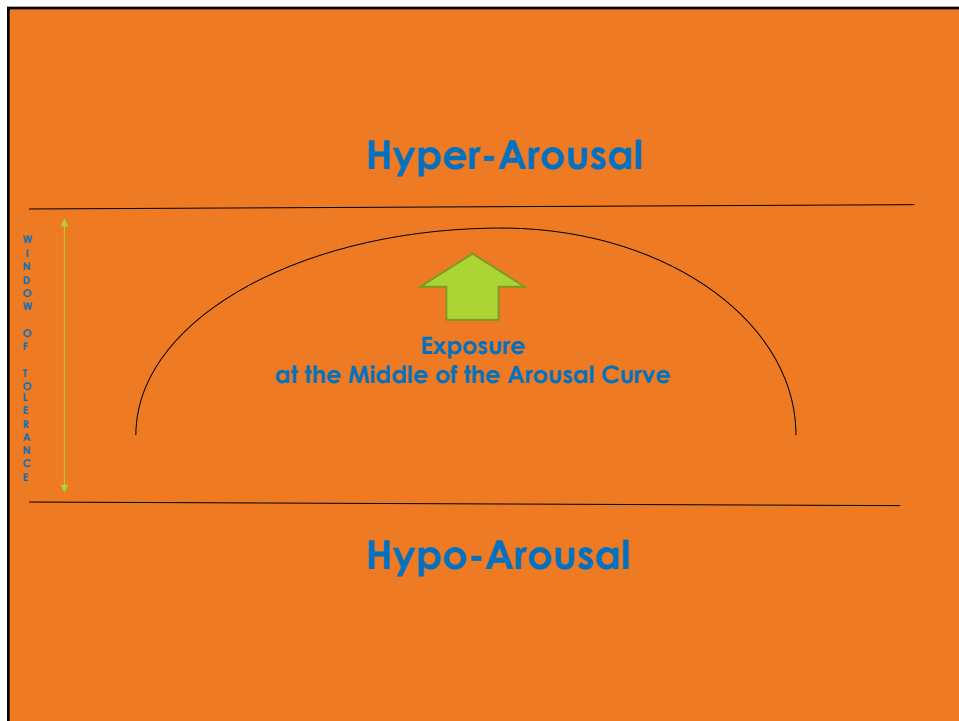 Hyper-Arousal
WINDOW OF TOLERANCE
Exposure
at the Middle of the Arousal Curve
Hypo-Arousal